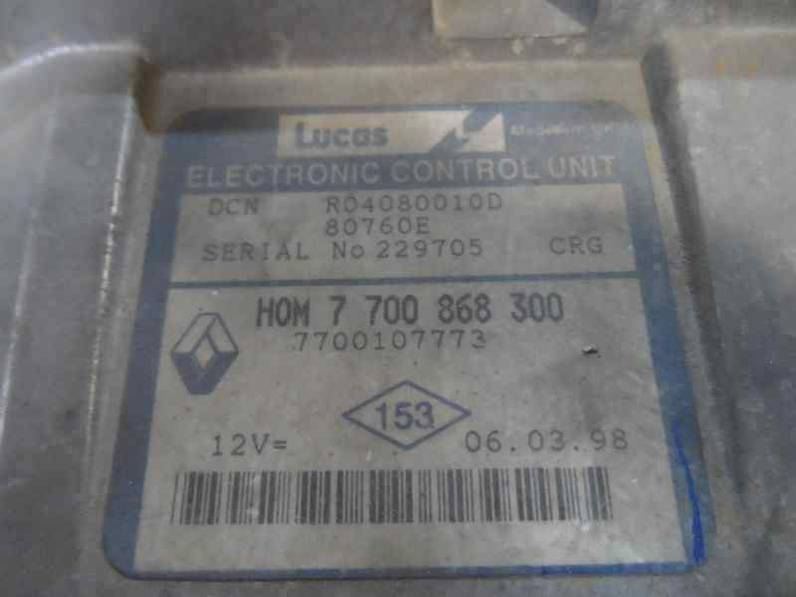 Lucas
ELECTRONIC CONTROL UNIT
DCN R04080010D
80760E
SERIAL No 229705 CRG
HOM 7 700 868 300
7700107773
153
12V= 06.03.98